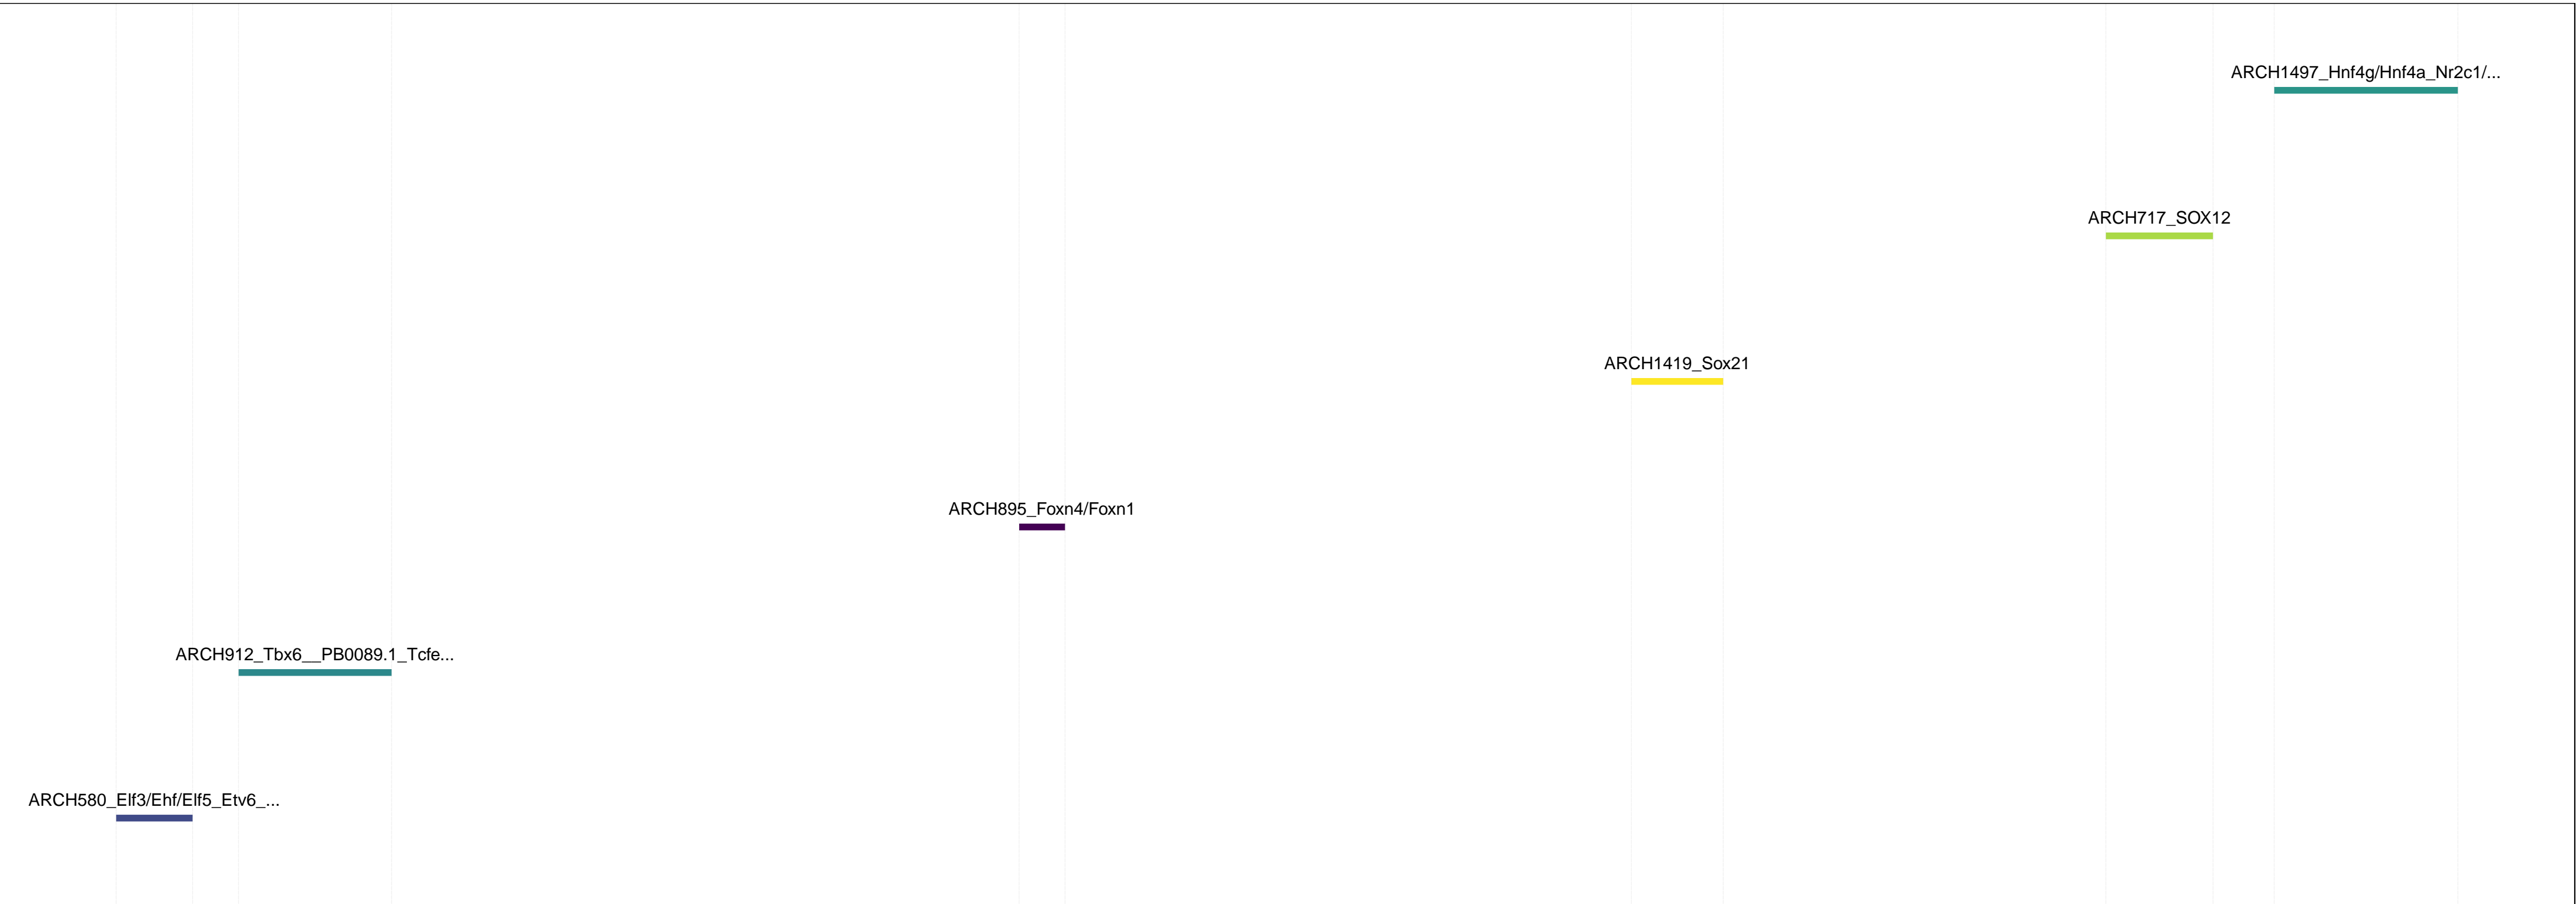 ARCH1497_Hnf4g/Hnf4a_Nr2c1/...
ARCH717_SOX12
ARCH1419_Sox21
ARCH895_Foxn4/Foxn1
ARCH912_Tbx6__PB0089.1_Tcfe...
ARCH580_Elf3/Ehf/Elf5_Etv6_...